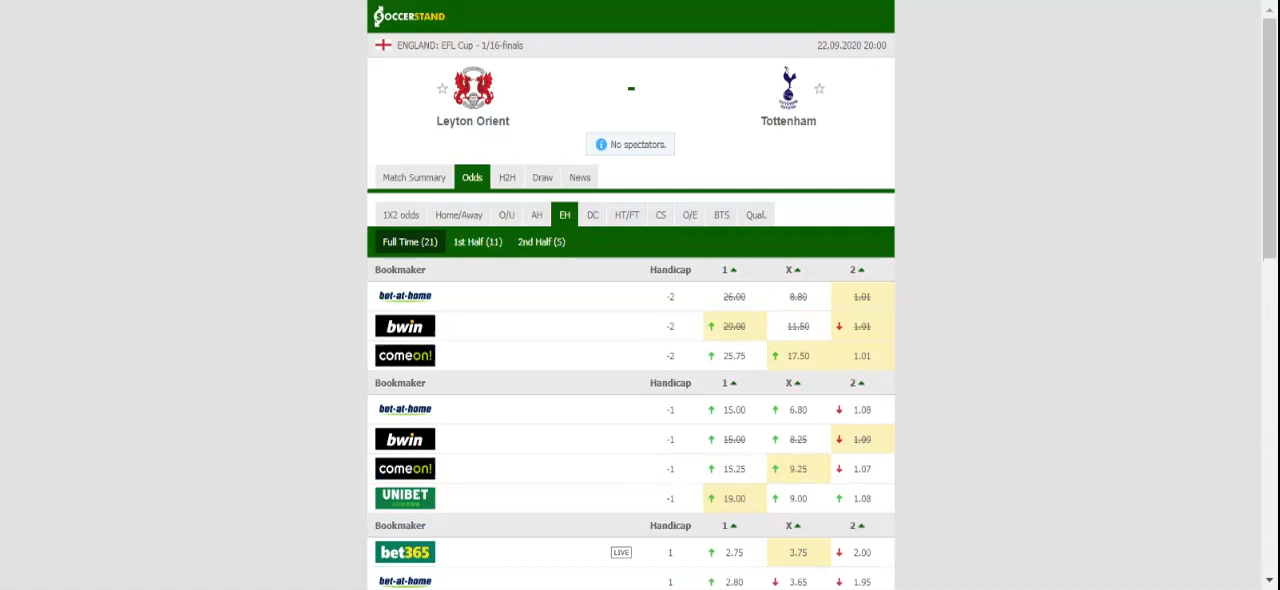 SOCCERSTAND
ENGLAND: EFL Cup - 1/16-finals 22.09.2020 20:00
-
Leyton Orient Tottenham
No spectators.
Match Summary Odds H2H Draw News
1X2 odds Home/Away O/U AH EH DC HT/FT CS O/E BTS Qual.
Full Time (21) 1st Half (11) 2nd Half (5)
Bookmaker Handicap 1 X 2
bet-at-home -2 26.00 8.80 1.01
bwin -2 29.00 11.50 1.01
comeon! -2 25.75 17.50 1.01
Bookmaker Handicap 1 X 2
bet-at-home -1 15.00 6.80 1.08
bwin -1 15.00 8.25 1.09
comeon! -1 15.25 9.25 1.07
UNIBET -1 19.00 9.00 1.08
Bookmaker Handicap 1 X 2
bet365 LIVE 1 2.75 3.75 2.00
bet-at-home 1 2.80 3.65 1.95